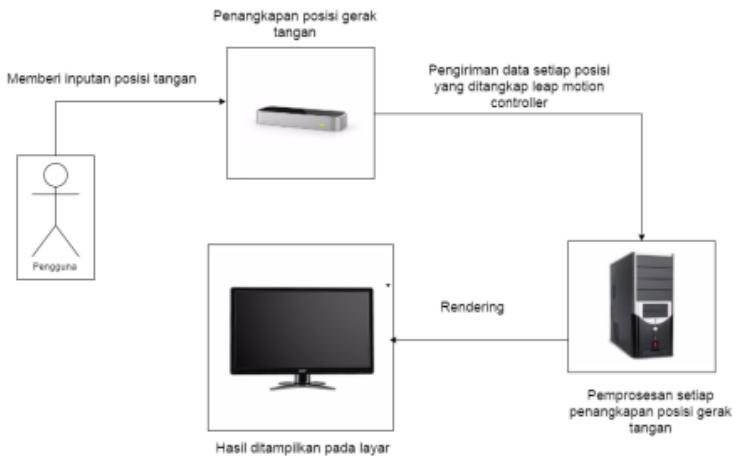 Penangkapan posisi gerak
tangan
Memberi inputan posisi tangan
Pengiriman data setiap posisi
yang ditangkap leap motion
controller
Pengguna
Rendering
Pemprosesan setiap
penangkapan posisi gerak
tangan
Hasil ditampilkan pada layar